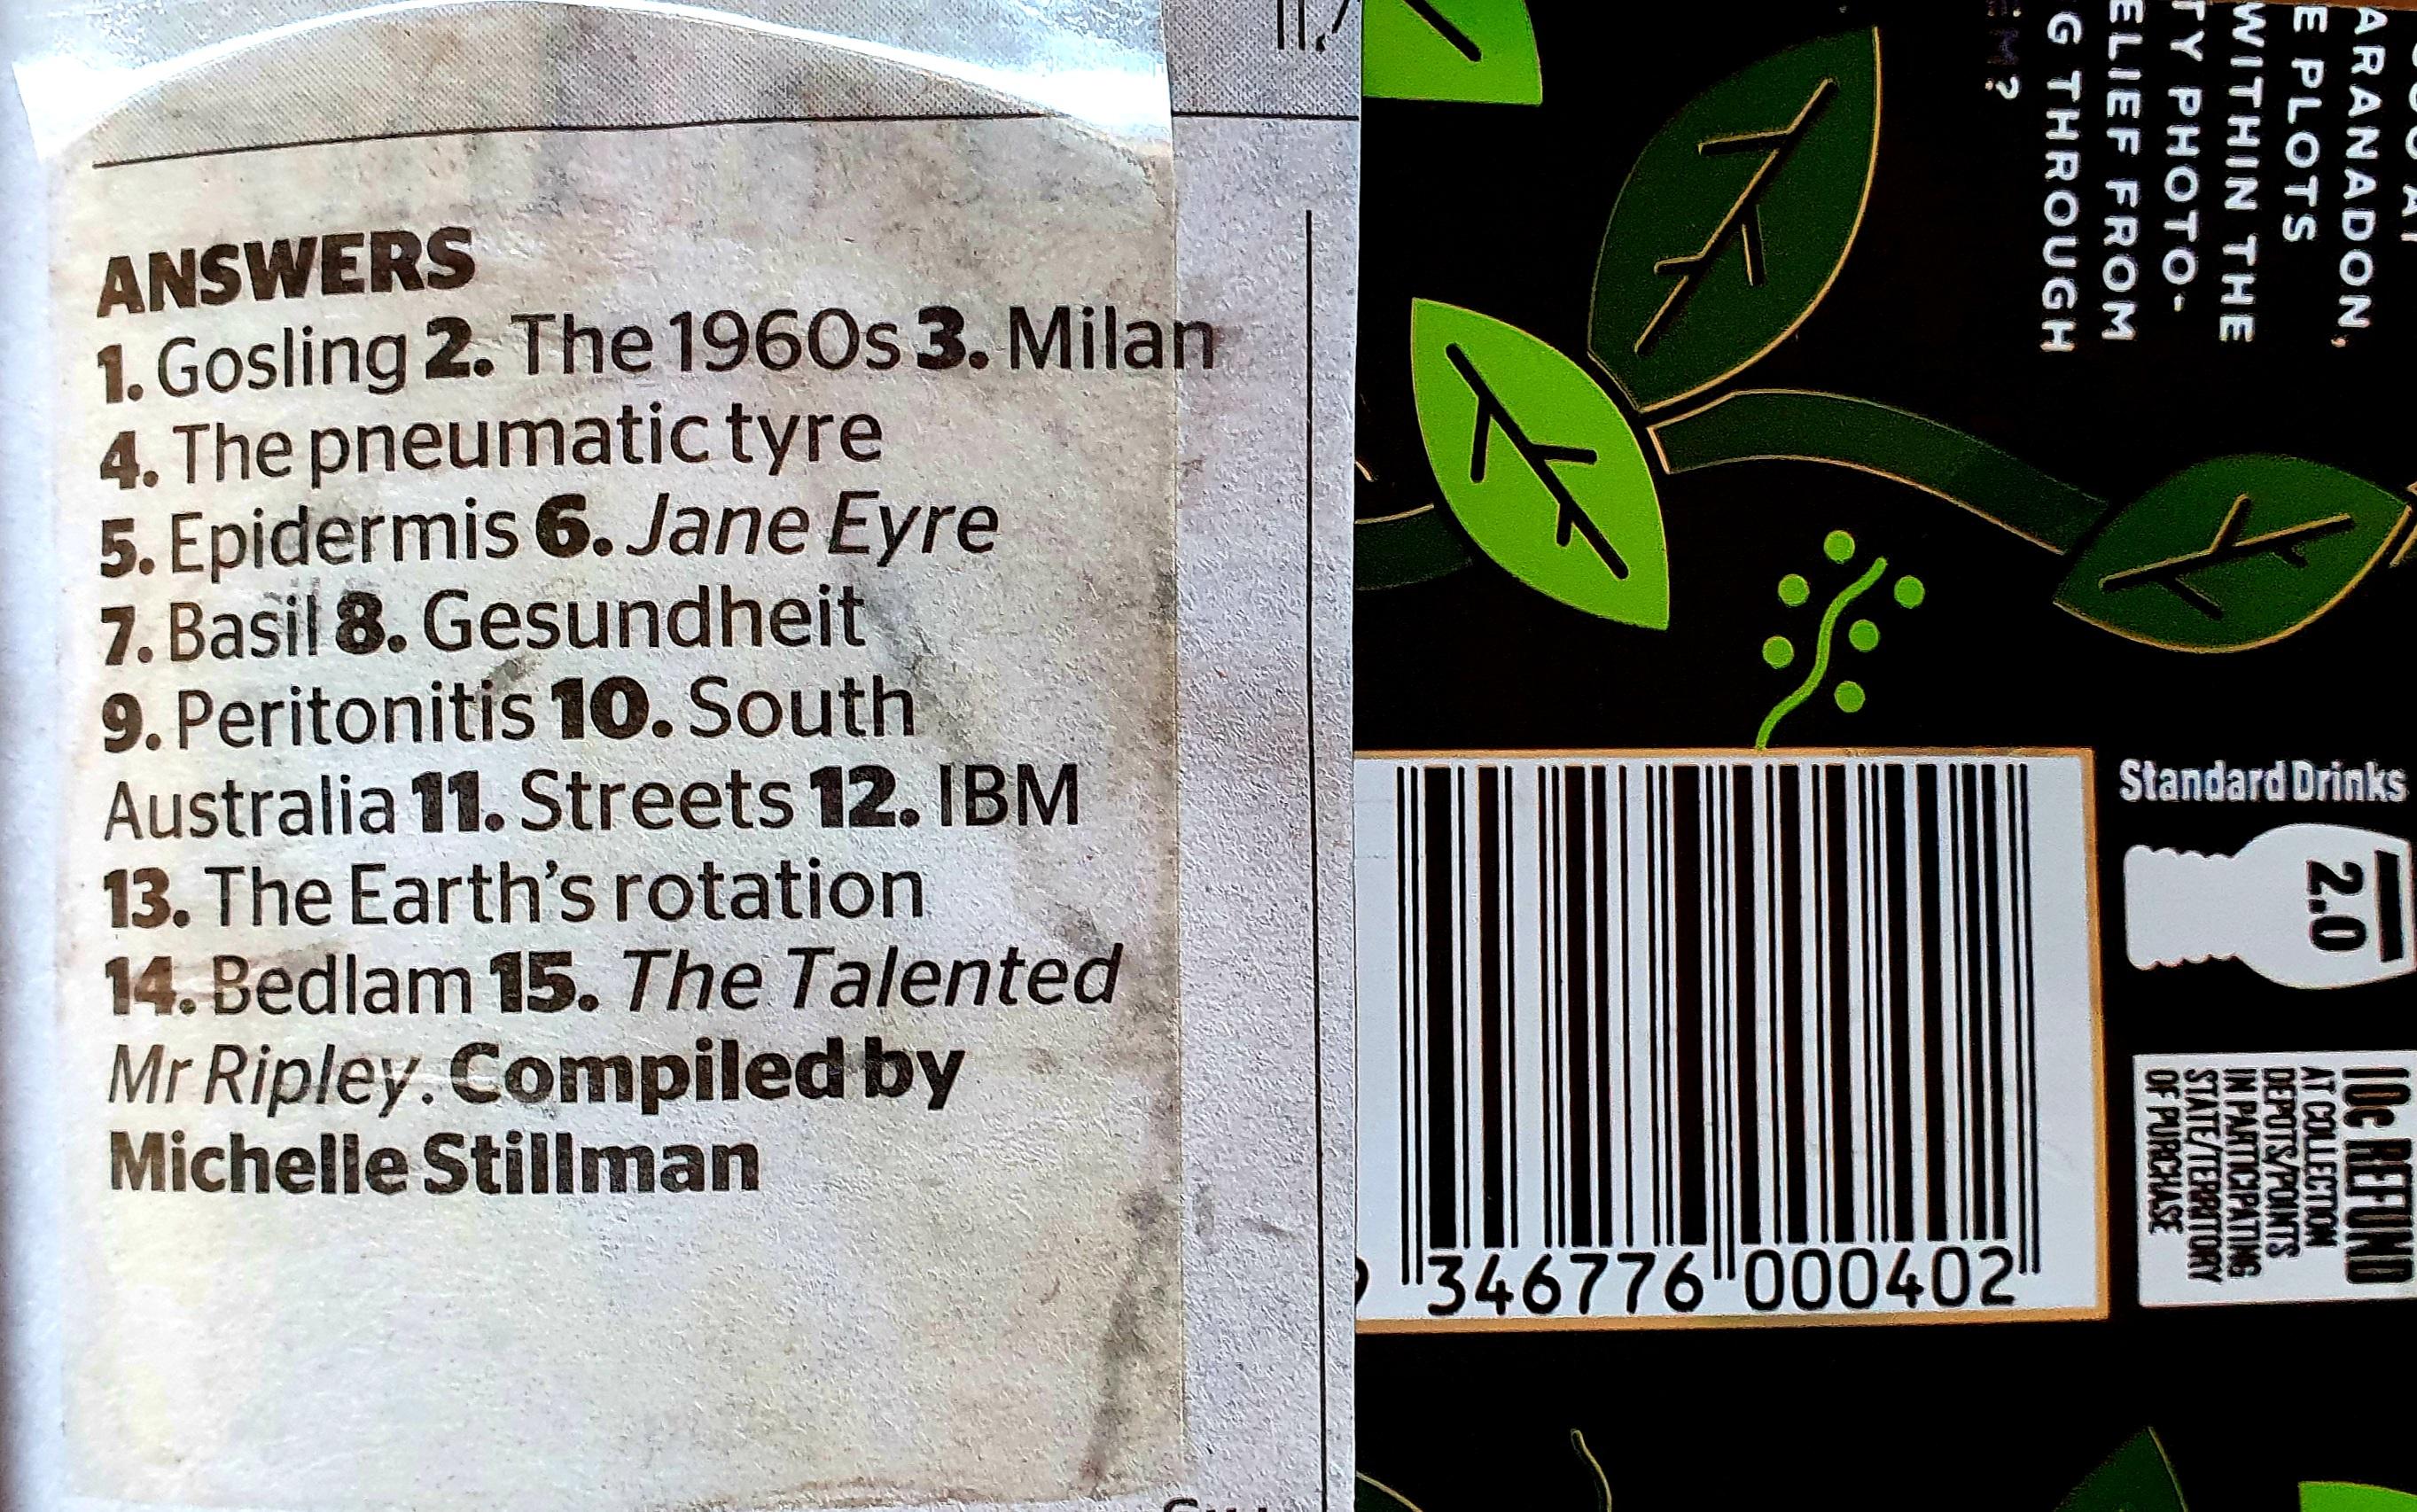 ANSWERS
1. Gosling 2. The 1960s 3. Milan
4. The pneumatic tyre
5. Epidermis 6. Jane Eyre
7. Basil 8. Gesundheit
9. Peritonitis 10. South
Australia 11. Streets 12. IBM
13. The Earth's rotation
14. Bedlam 15. The Talented
Mr Ripley. Compiled by
Michelle Stillman
ARANADON,
E PLOTS
WITHIN THE
TY PHOTO-
ELIEF FROM
G THROUGH
EM?
346776 000402
Standard Drinks
2.0
10c REFUND
AT COLLECTION
DEPOTS/POINTS
IN PARTICIPATING
STATE/TERRITORY
OF PURCHASE